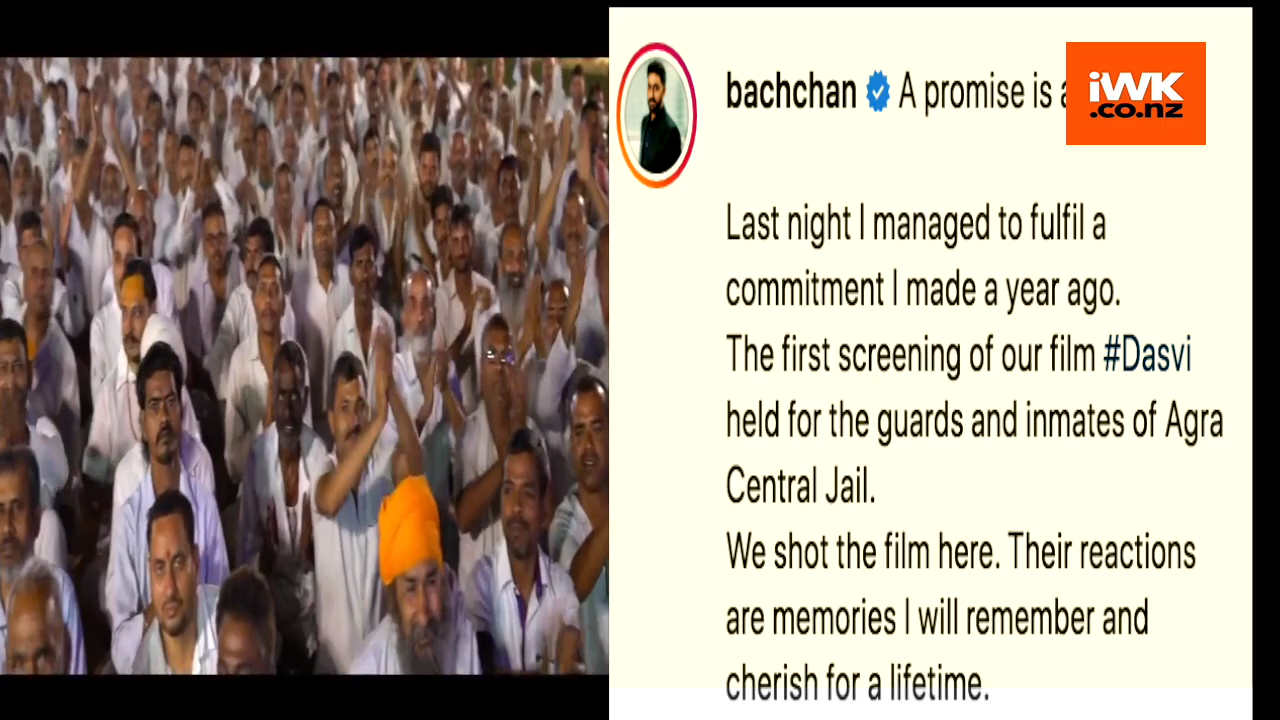 bachchan A promise is a
iWK
.co.nz
Last night I managed to fulfil a
commitment I made a year ago.
The first screening of our film #Dasvi
held for the guards and inmates of Agra
Central Jail.
We shot the film here. Their reactions
are memories I will remember and
cherish for a lifetime.